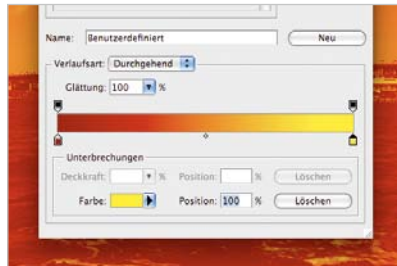 Name: Benutzerdefiniert Neu
Verlaufsart: Durchgehend
Glättung: 100 %
Unterbrechungen
Deckkraft: % Position: % Löschen
Farbe: Position: 100 % Löschen